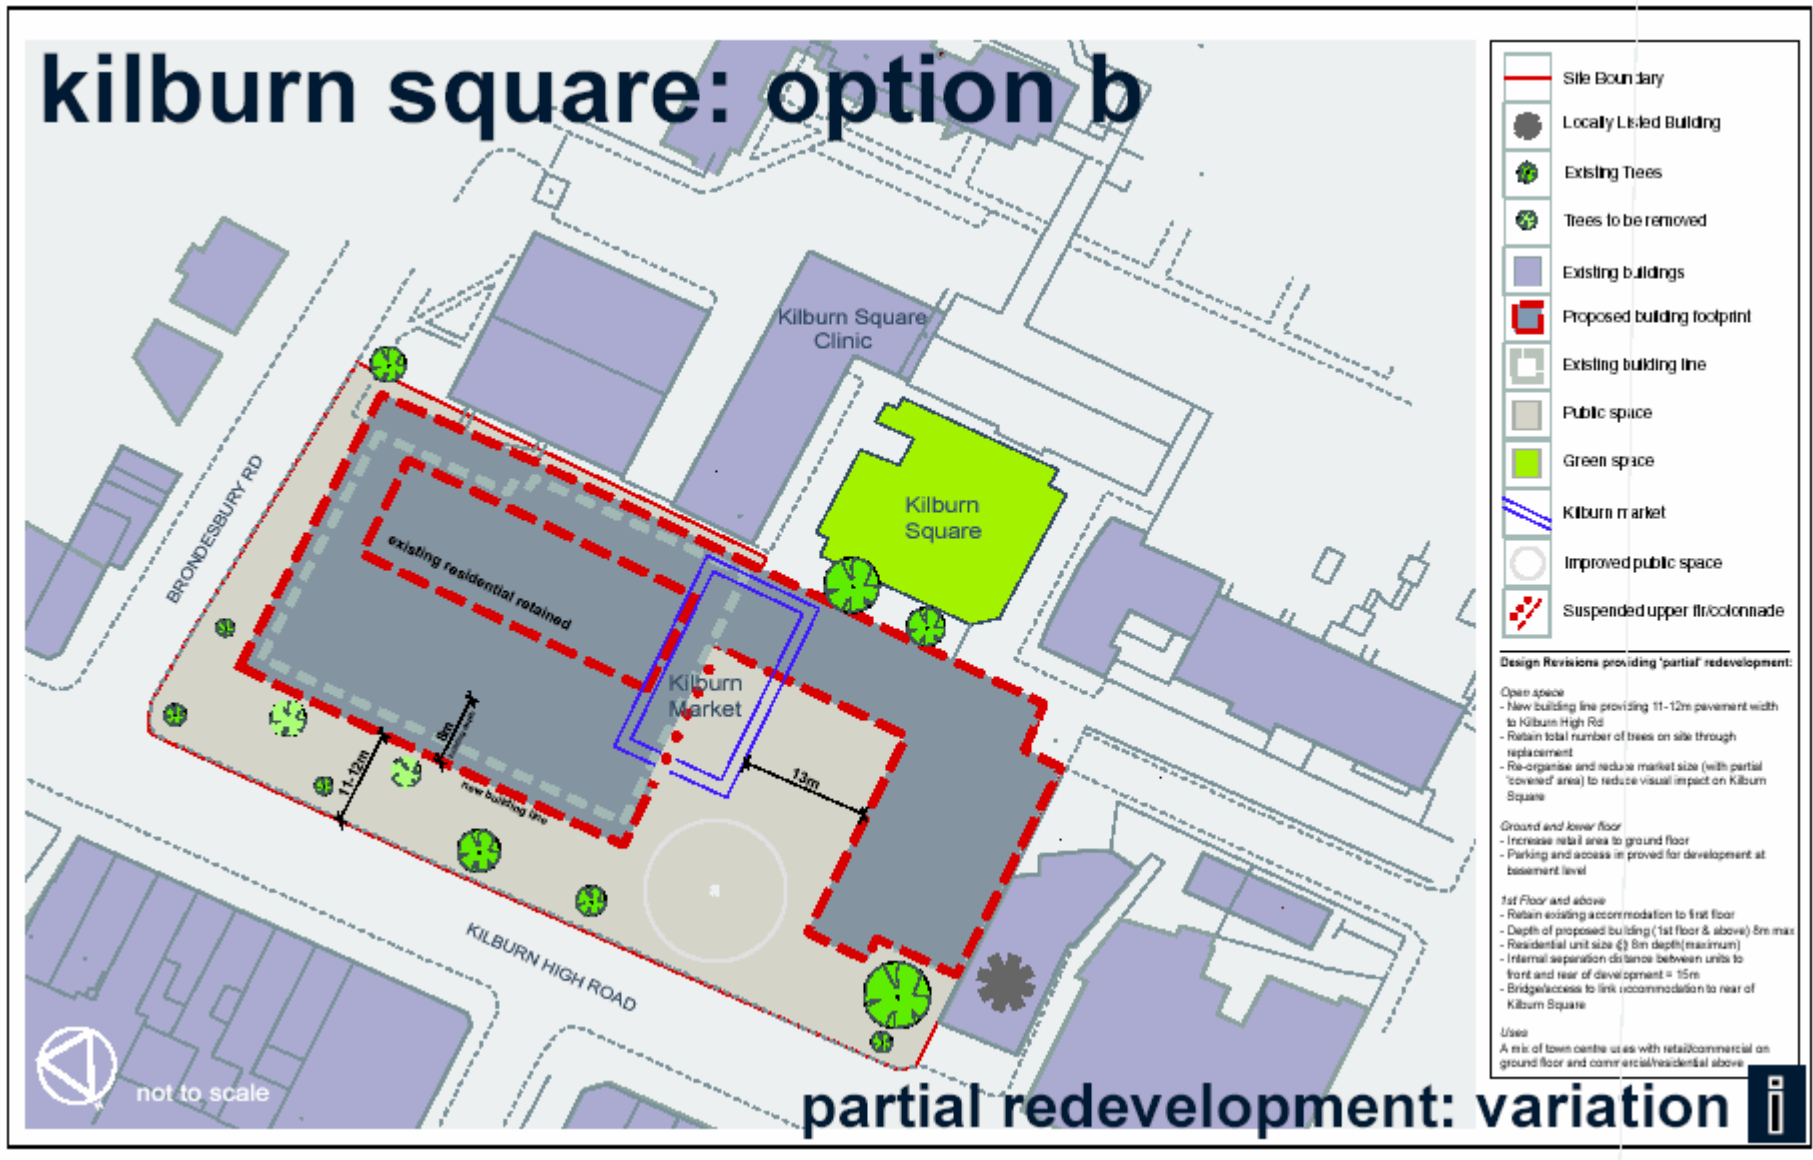 kilburn square: option b
Kilburn Square
Clinic
Kilburn
Square
BRONDESBURY RD
existing residential retained
Kilburn
Market
8m
11-12m
13m
new building line
KILBURN HIGH ROAD
not to scale
partial redevelopment: variation
i
Site Boundary
Locally Listed Building
Existing Trees
Trees to be removed
Existing buildings
Proposed building footprint
Existing building line
Public space
Green space
Kilburn market
Improved public space
Suspended upper flr/colonnade
Design Revisions providing 'partial' redevelopment:
Open space
- New building line providing 11-12m pavement width
to Kilburn High Rd
- Retain total number of trees on site through
replacement
- Re-organise and reduce market size (with partial
'covered' area) to reduce visual impact on Kilburn
Square
Ground and lower floor
- Increase retail area to ground floor
- Parking and access improved for development at
basement level
1st Floor and above
- Retain existing accommodation to first floor
- Depth of proposed building (1st floor & above) 8m max
- Residential unit size @ 8m depth(maximum)
- Internal separation distance between units to
front and rear of development = 15m
- Bridge/access to link accommodation to rear of
Kilburn Square
Uses
A mix of town centre uses with retail/commercial on
ground floor and commercial/residential above